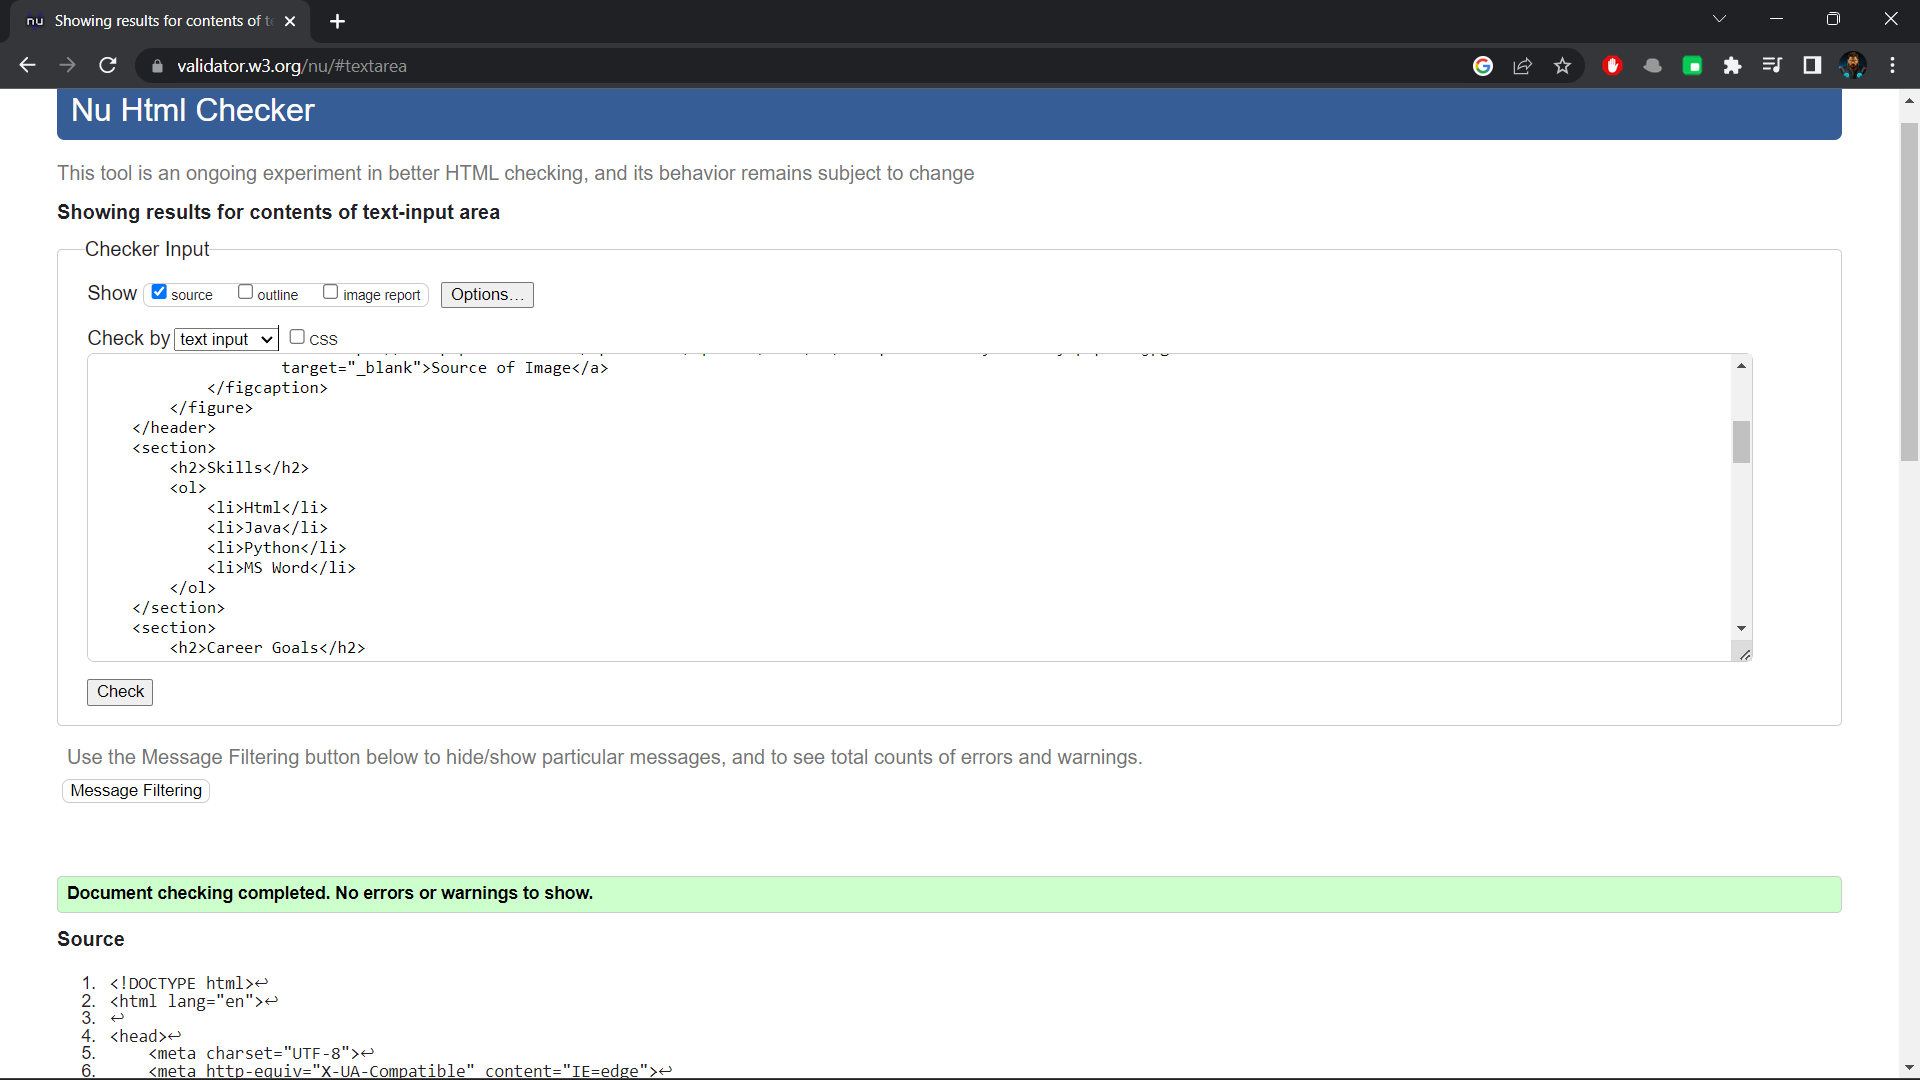 nu Showing results for contents of t
validator.w3.org/nu/#textarea
Nu Html Checker
This tool is an ongoing experiment in better HTML checking, and its behavior remains subject to change
Showing results for contents of text-input area
Checker Input
Show source outline image report Options...
Check by text input CSS
target="_blank">Source of Image</a>
</figcaption>
</figure>
</header>
<section>
<h2>Skills</h2>
<ol>
<li>Html</li>
<li>Java</li>
<li>Python</li>
<li>MS Word</li>
</ol>
</section>
<section>
<h2>Career Goals</h2>
Check
Use the Message Filtering button below to hide/show particular messages, and to see total counts of errors and warnings.
Message Filtering
Document checking completed. No errors or warnings to show.
Source
1. <!DOCTYPE html>↩
2. <html lang="en">↩
3. ↩
4. <head>↩
5. <meta charset="UTF-8">↩
6. <meta http-equiv="X-UA-Compatible" content="IE=edge">↩